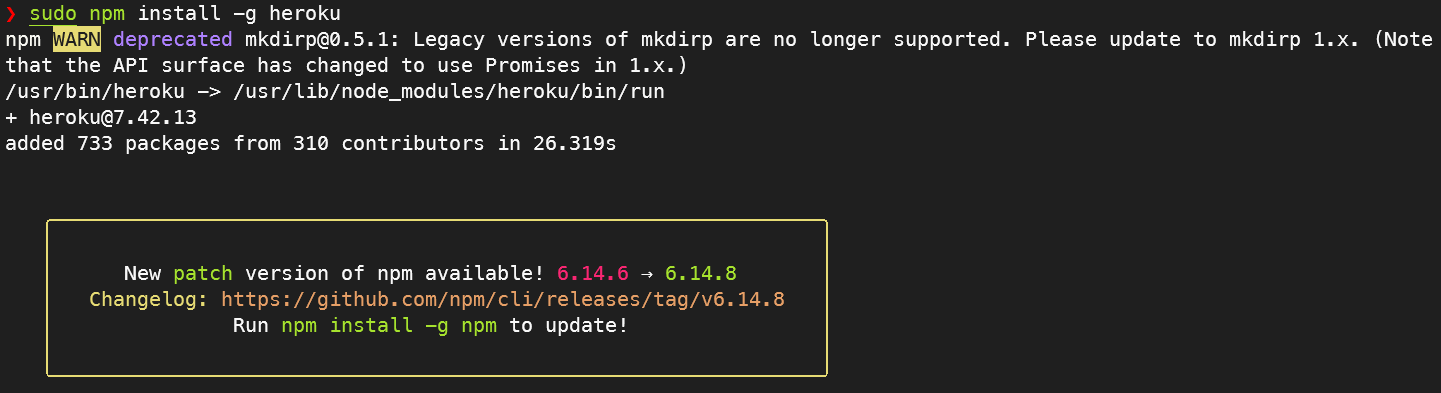 ❯ sudo npm install -g heroku
npm WARN deprecated mkdirp@0.5.1: Legacy versions of mkdirp are no longer supported. Please update to mkdirp 1.x. (Note
that the API surface has changed to use Promises in 1.x.)
/usr/bin/heroku -> /usr/lib/node_modules/heroku/bin/run
+ heroku@7.42.13
added 733 packages from 310 contributors in 26.319s
New patch version of npm available! 6.14.6 → 6.14.8
Changelog: https://github.com/npm/cli/releases/tag/v6.14.8
Run npm install -g npm to update!